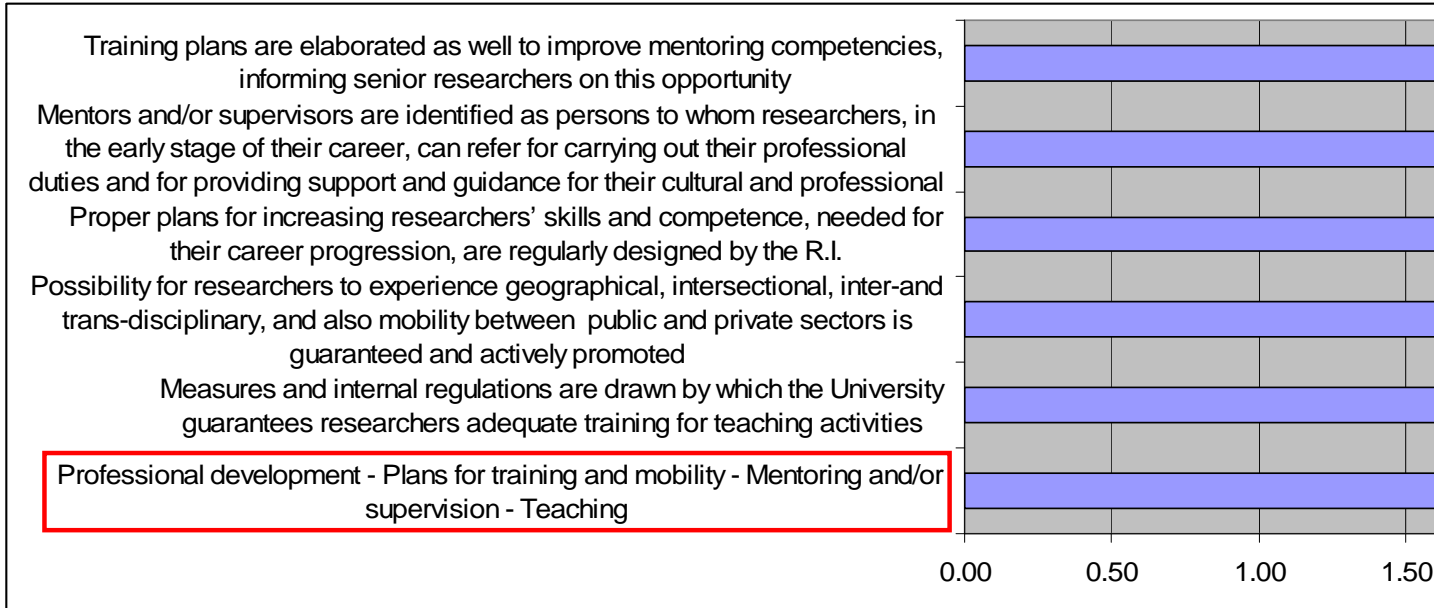 Training plans are elaborated as well to improve mentoring competencies,
informing senior researchers on this opportunity
Mentors and/or supervisors are identified as persons to whom researchers, in
the early stage of their career, can refer for carrying out their professional
duties and for providing support and guidance for their cultural and professional
Proper plans for increasing researchers’ skills and competence, needed for
their career progression, are regularly designed by the R.I.
Possibility for researchers to experience geographical, intersectional, inter-and
trans-disciplinary, and also mobility between public and private sectors is
guaranteed and actively promoted
Measures and internal regulations are drawn by which the University
guarantees researchers adequate training for teaching activities
Professional development - Plans for training and mobility - Mentoring and/or
supervision - Teaching
0.00 0.50 1.00 1.50